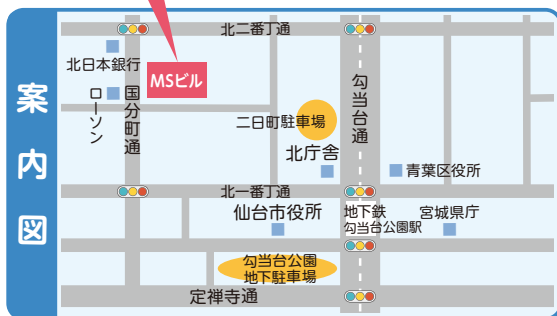 案内図
北二番丁通
北日本銀行
MSビル
ローソン
国分町通
勾当台通
二日町駐車場
北庁舎
青葉区役所
北一番丁通
仙台市役所
地下鉄
勾当台公園駅
宮城県庁
勾当台公園
地下駐車場
定禅寺通